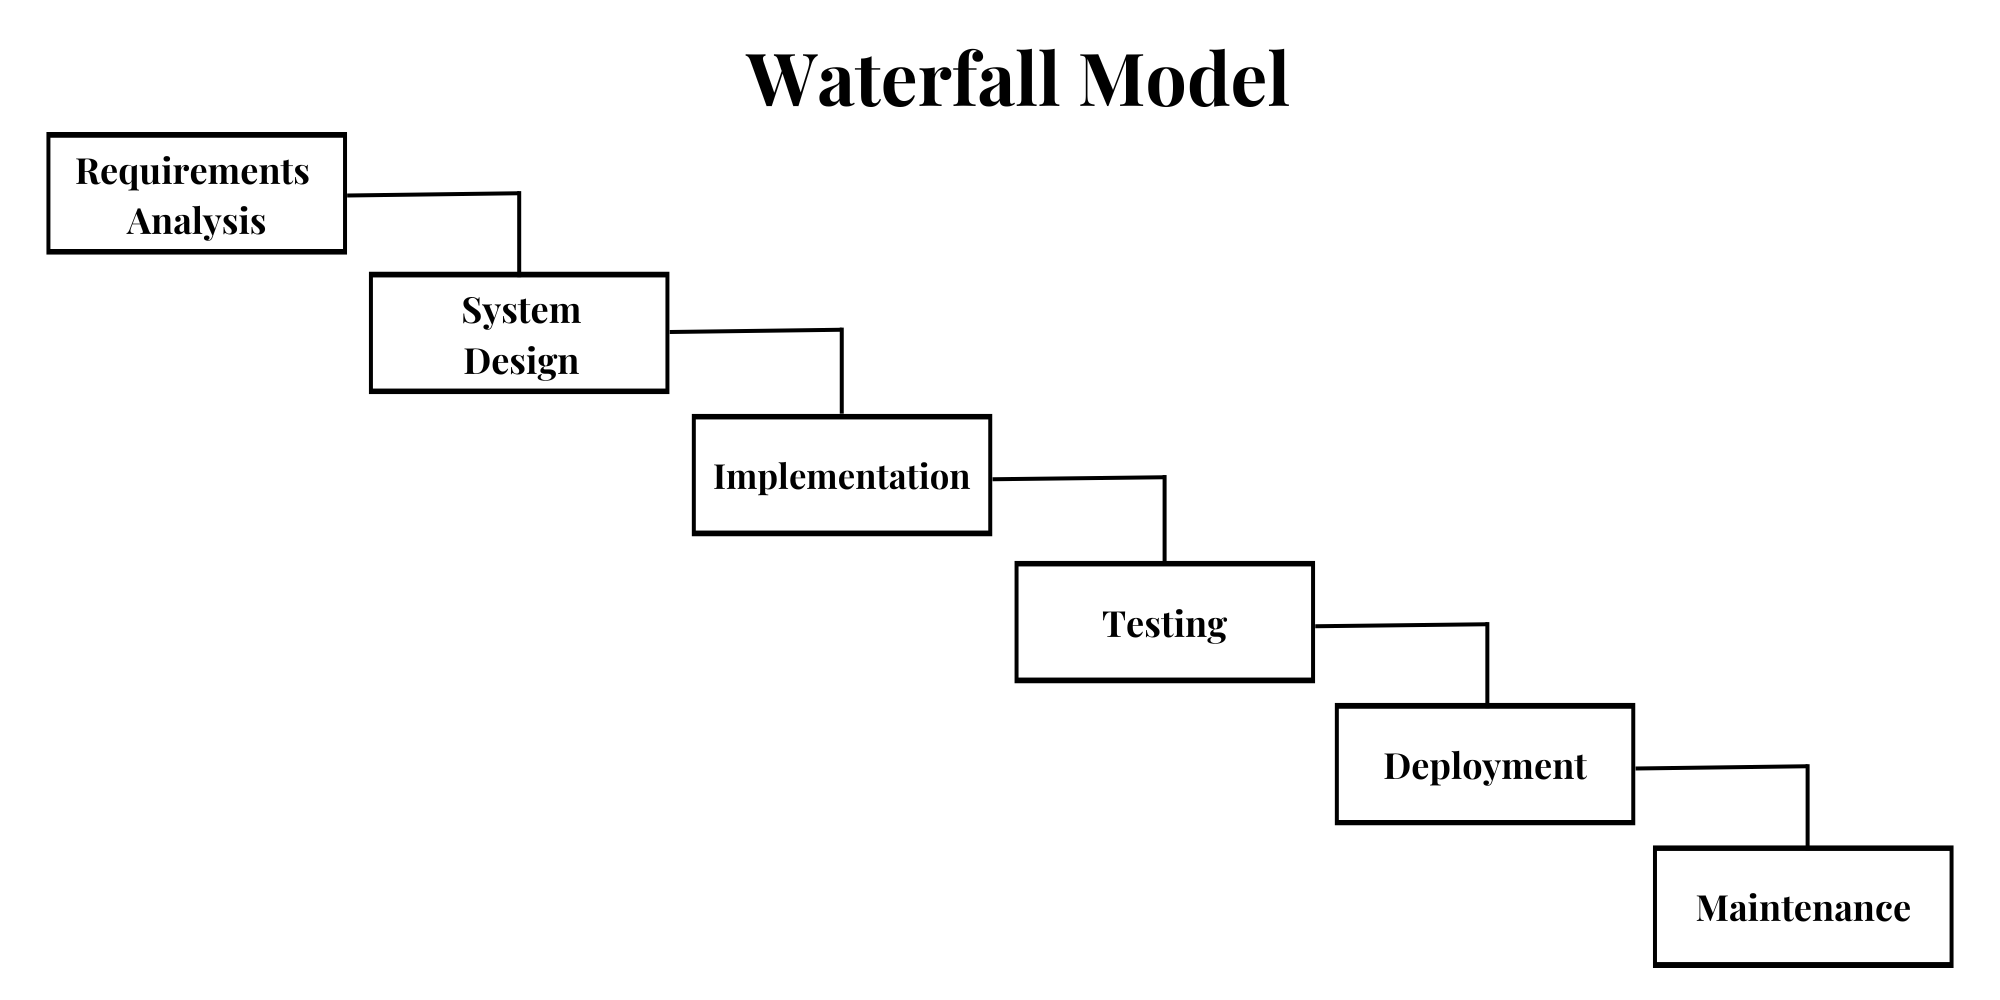 Waterfall Model
Requirements
Analysis
System
Design
Implementation
Testing
Deployment
Maintenance